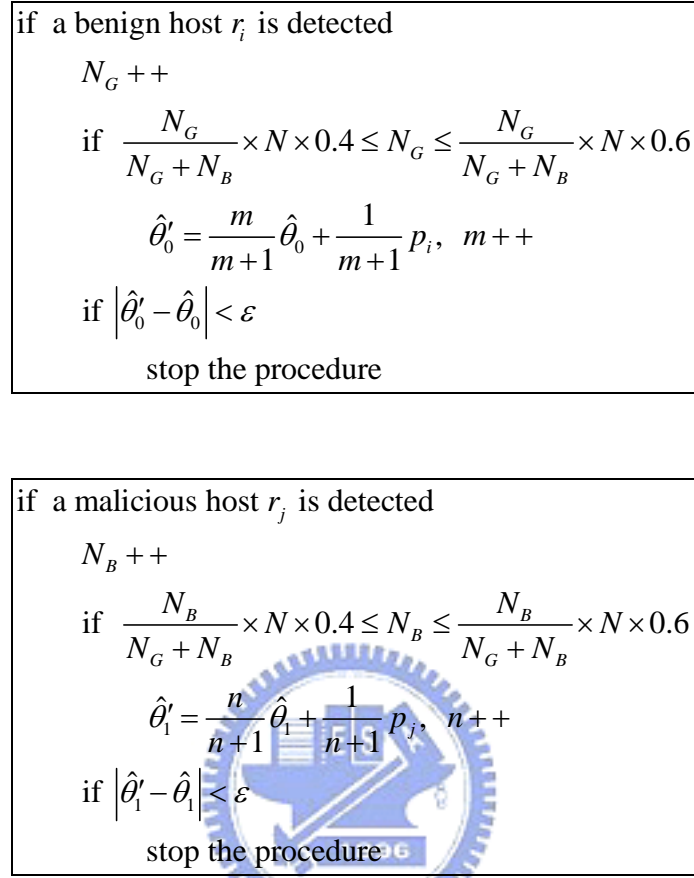 if a benign host r_i is detected
N_G ++
if N_G / (N_G + N_B) × N × 0.4 ≤ N_G ≤ N_G / (N_G + N_B) × N × 0.6
θ̂′_0 = m / (m+1) θ̂_0 + 1 / (m+1) p_i, m++
if |θ̂′_0 − θ̂_0| < ε
stop the procedure
if a malicious host r_j is detected
N_B ++
if N_B / (N_G + N_B) × N × 0.4 ≤ N_B ≤ N_B / (N_G + N_B) × N × 0.6
θ̂′_1 = n / (n+1) θ̂_1 + 1 / (n+1) p_j, n++
if |θ̂′_1 − θ̂_1| < ε
stop the procedure